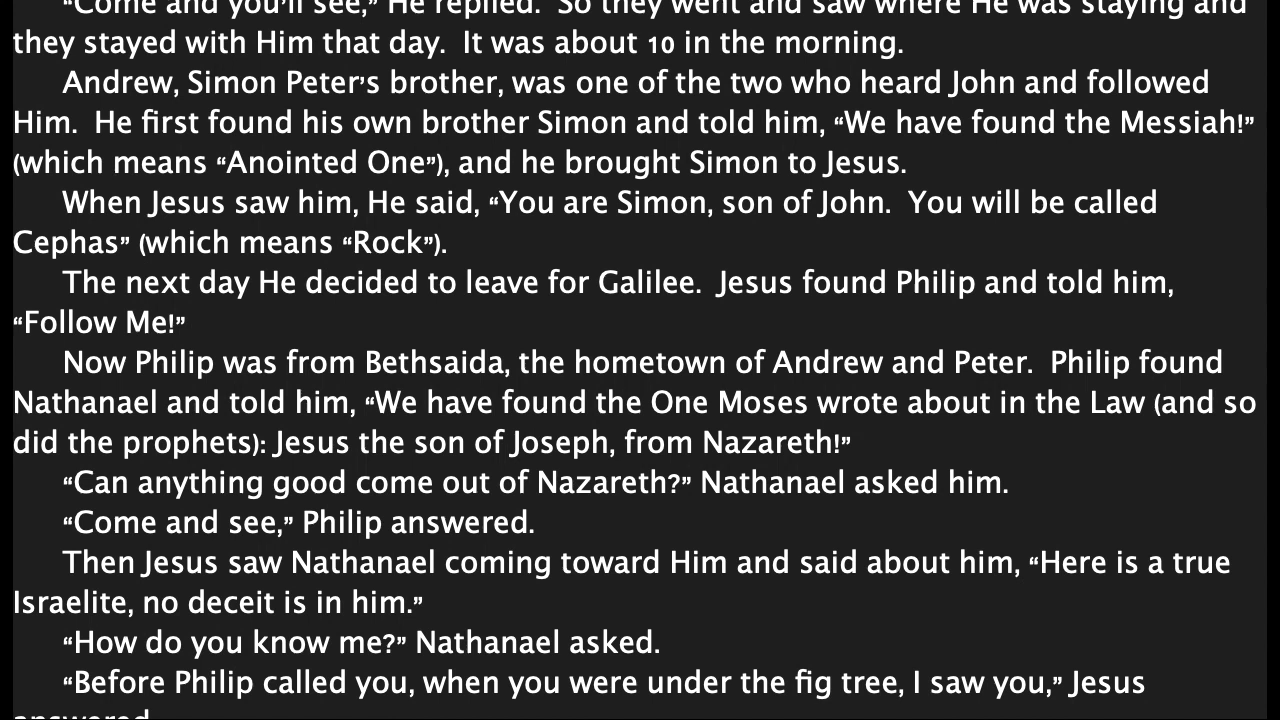 “Come and you’ll see,” He replied.  So they went and saw where He was staying and
they stayed with Him that day.  It was about 10 in the morning.
Andrew, Simon Peter’s brother, was one of the two who heard John and followed
Him.  He first found his own brother Simon and told him, “We have found the Messiah!”
(which means “Anointed One”), and he brought Simon to Jesus.
When Jesus saw him, He said, “You are Simon, son of John.  You will be called
Cephas” (which means “Rock”).
The next day He decided to leave for Galilee.  Jesus found Philip and told him,
“Follow Me!”
Now Philip was from Bethsaida, the hometown of Andrew and Peter.  Philip found
Nathanael and told him, “We have found the One Moses wrote about in the Law (and so
did the prophets): Jesus the son of Joseph, from Nazareth!”
“Can anything good come out of Nazareth?” Nathanael asked him.
“Come and see,” Philip answered.
Then Jesus saw Nathanael coming toward Him and said about him, “Here is a true
Israelite, no deceit is in him.”
“How do you know me?” Nathanael asked.
“Before Philip called you, when you were under the fig tree, I saw you,” Jesus
answered.